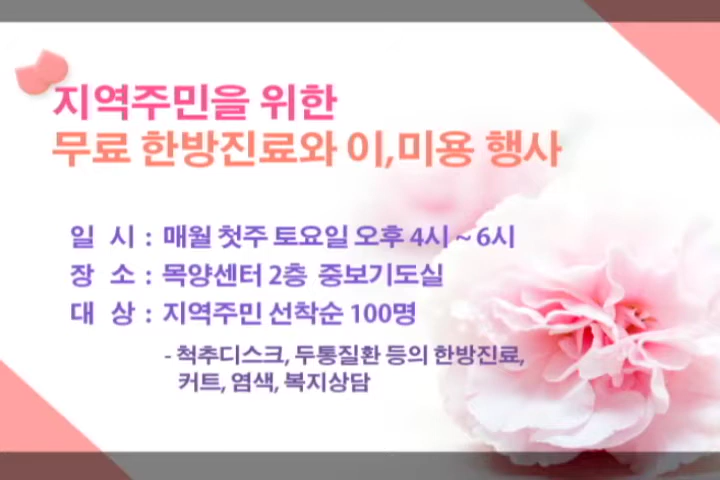 지역주민을 위한
무료 한방진료와 이,미용 행사
일 시 : 매월 첫주 토요일 오후 4시 ~ 6시
장 소 : 목양센터 2층 중보기도실
대 상 : 지역주민 선착순 100명
- 척추디스크, 두통질환 등의 한방진료,
커트, 염색, 복지상담